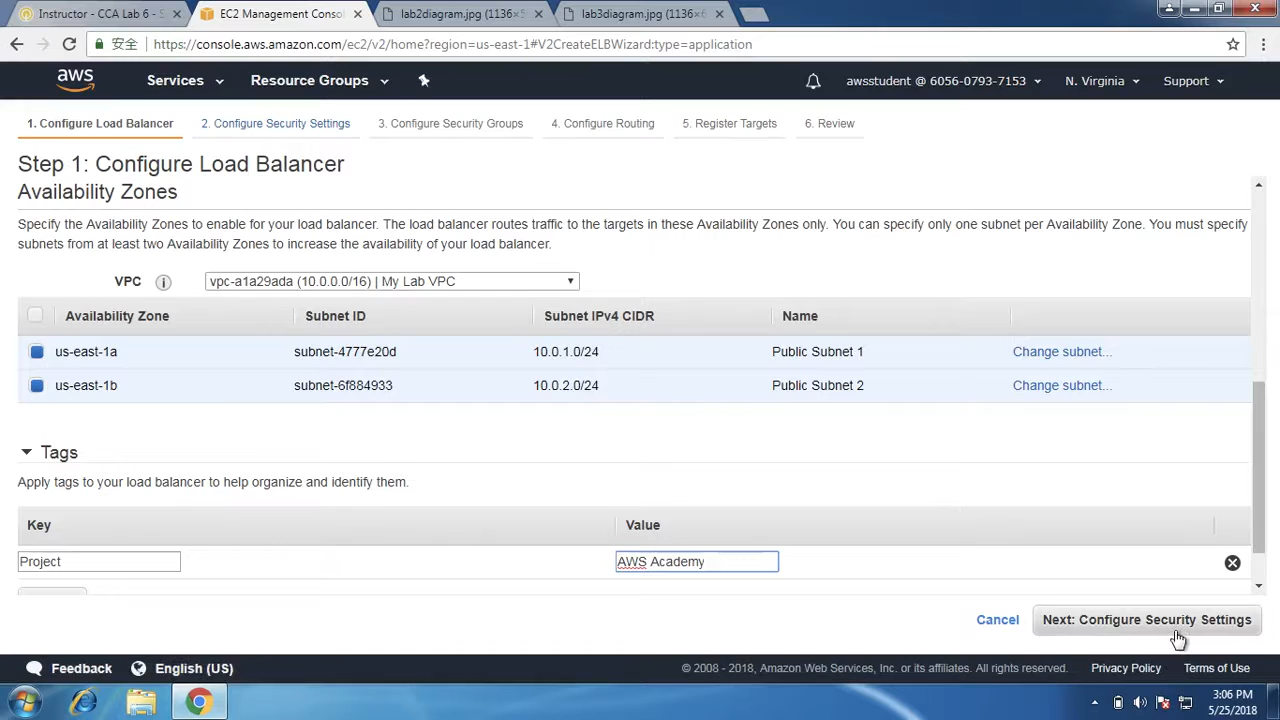 Instructor - CCA Lab 6 -
EC2 Management Conso
lab2diagram.jpg (1136×5
lab3diagram.jpg (1136×6
安全
https://console.aws.amazon.com/ec2/v2/home?region=us-east-1#V2CreateELBWizard:type=application
aws
Services
Resource Groups
awsstudent @ 6056-0793-7153
N. Virginia
Support
1. Configure Load Balancer
2. Configure Security Settings
3. Configure Security Groups
4. Configure Routing
5. Register Targets
6. Review
Step 1: Configure Load Balancer
Availability Zones
Specify the Availability Zones to enable for your load balancer. The load balancer routes traffic to the targets in these Availability Zones only. You can specify only one subnet per Availability Zone. You must specify
subnets from at least two Availability Zones to increase the availability of your load balancer.
VPC
i
vpc-a1a29ada (10.0.0.0/16) | My Lab VPC
Availability Zone Subnet ID Subnet IPv4 CIDR Name
us-east-1a subnet-4777e20d 10.0.1.0/24 Public Subnet 1 Change subnet...
us-east-1b subnet-6f884933 10.0.2.0/24 Public Subnet 2 Change subnet...
Tags
Apply tags to your load balancer to help organize and identify them.
Key Value
Project AWS Academy
Cancel
Next: Configure Security Settings
Feedback
English (US)
© 2008 - 2018, Amazon Web Services, Inc. or its affiliates. All rights reserved.
Privacy Policy
Terms of Use
3:06 PM
5/25/2018